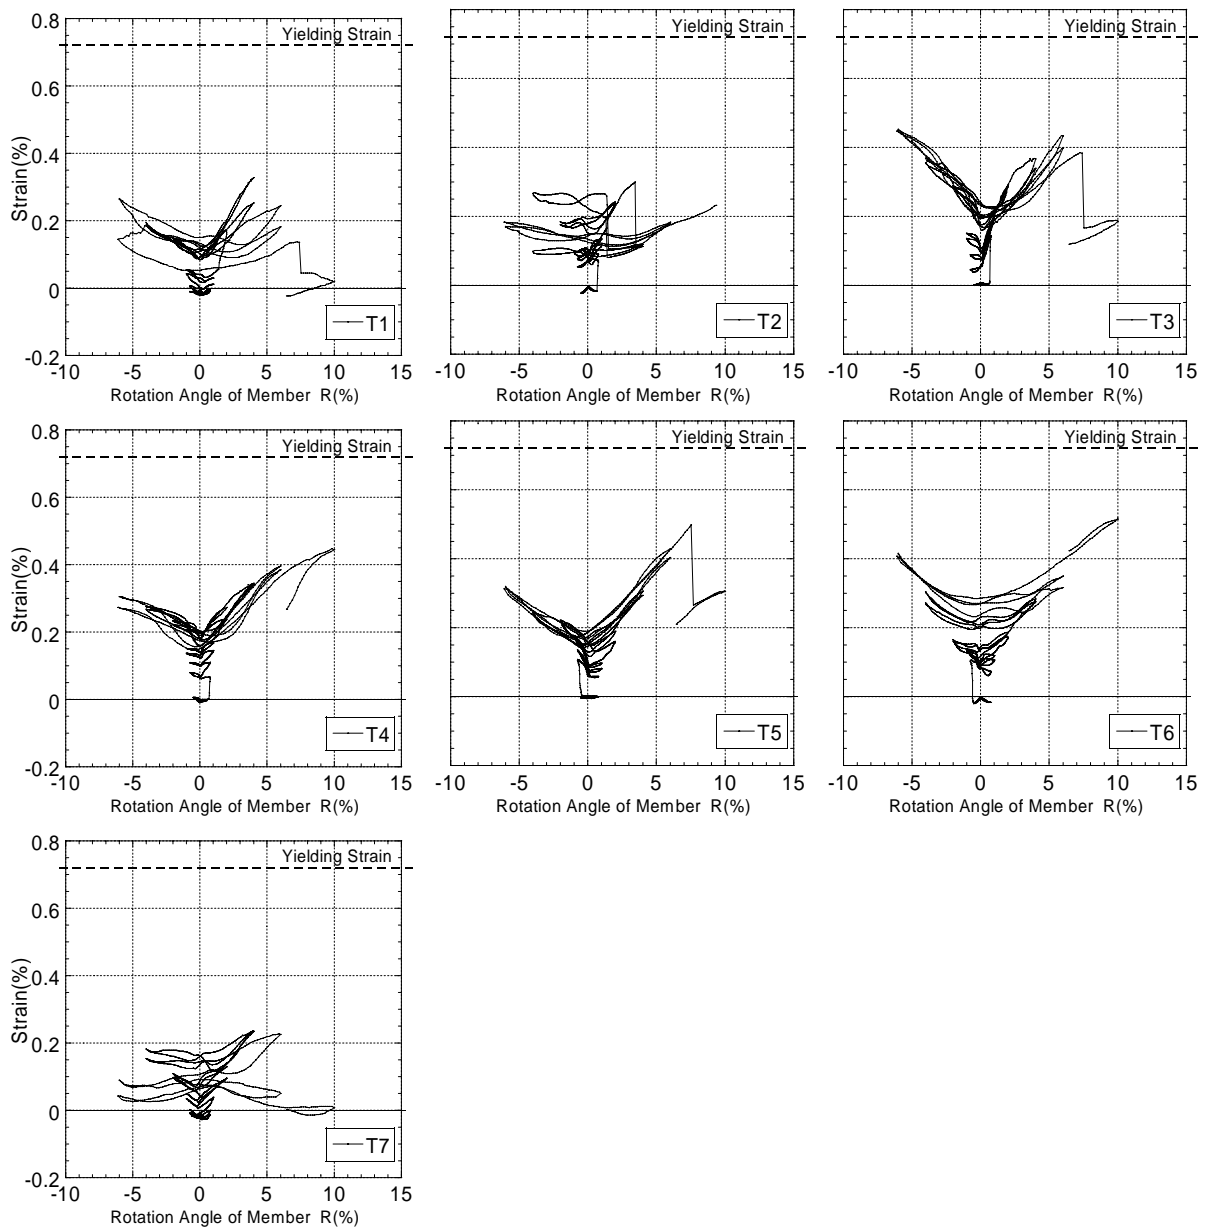 0.8
Yielding Strain
Yielding Strain
Yielding Strain
0.6
0.4
Strain(%)
0.2
0
T1
T2
T3
-0.2
-10 -5 0 5 10 15
-10 -5 0 5 10 15
-10 -5 0 5 10 15
Rotation Angle of Member R(%)
Rotation Angle of Member R(%)
Rotation Angle of Member R(%)
0.8
Yielding Strain
Yielding Strain
Yielding Strain
0.6
0.4
Strain(%)
0.2
0
T4
T5
T6
-0.2
-10 -5 0 5 10 15
-10 -5 0 5 10 15
-10 -5 0 5 10 15
Rotation Angle of Member R(%)
Rotation Angle of Member R(%)
Rotation Angle of Member R(%)
0.8
Yielding Strain
0.6
0.4
Strain(%)
0.2
0
T7
-0.2
-10 -5 0 5 10 15
Rotation Angle of Member R(%)